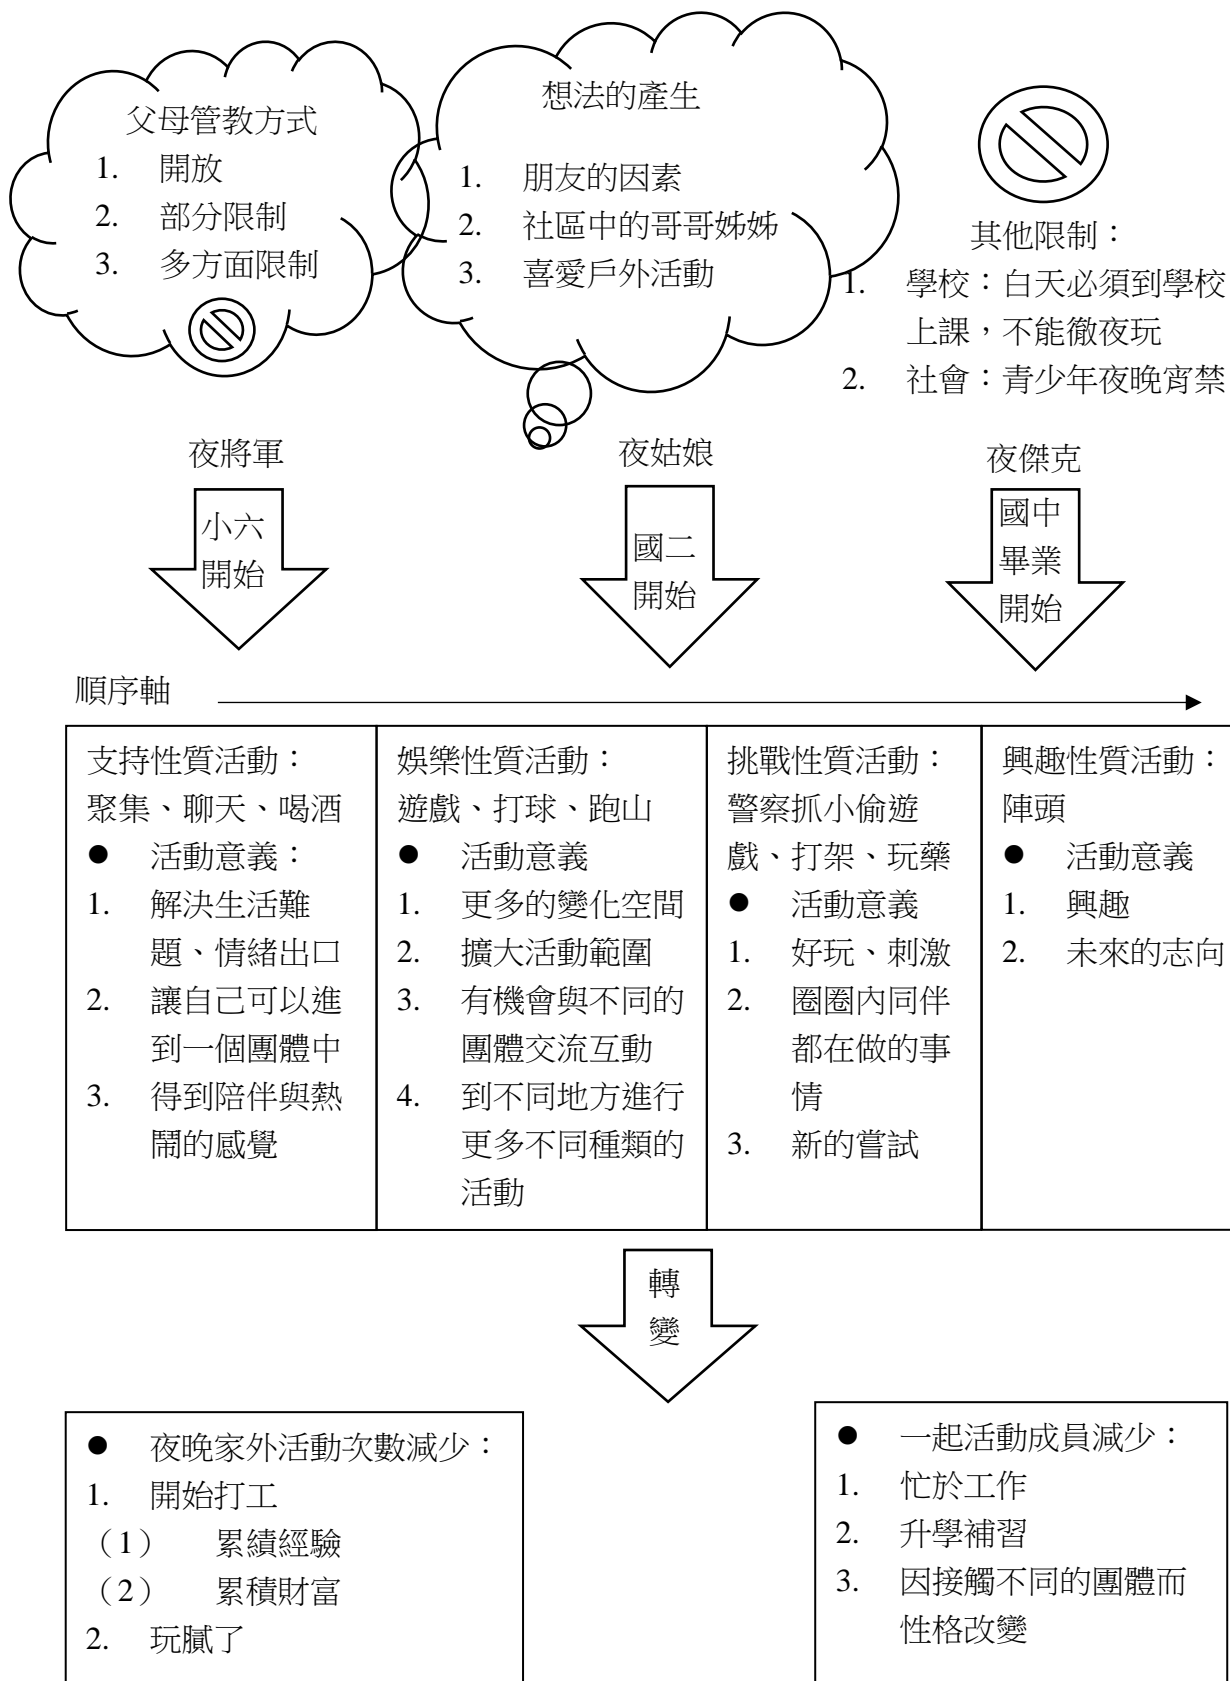 父母管教方式
1. 開放
2. 部分限制
3. 多方面限制
想法的產生
1. 朋友的因素
2. 社區中的哥哥姊姊
3. 喜愛戶外活動
其他限制：
1. 學校：白天必須到學校
上課，不能徹夜玩
2. 社會：青少年夜晚宵禁
夜將軍
小六
開始
夜姑娘
國二
開始
夜傑克
國中
畢業
開始
順序軸
支持性質活動：
聚集、聊天、喝酒
● 活動意義：
1. 解決生活難
題、情緒出口
2. 讓自己可以進
到一個團體中
3. 得到陪伴與熱
鬧的感覺
娛樂性質活動：
遊戲、打球、跑山
● 活動意義
1. 更多的變化空間
2. 擴大活動範圍
3. 有機會與不同的
團體交流互動
4. 到不同地方進行
更多不同種類的
活動
挑戰性質活動：
警察抓小偷遊
戲、打架、玩藥
● 活動意義
1. 好玩、刺激
2. 圈圈內同伴
都在做的事
情
3. 新的嘗試
興趣性質活動：
陣頭
● 活動意義
1. 興趣
2. 未來的志向
轉
變
● 夜晚家外活動次數減少：
1. 開始打工
（1） 累績經驗
（2） 累積財富
2. 玩膩了
● 一起活動成員減少：
1. 忙於工作
2. 升學補習
3. 因接觸不同的團體而
性格改變